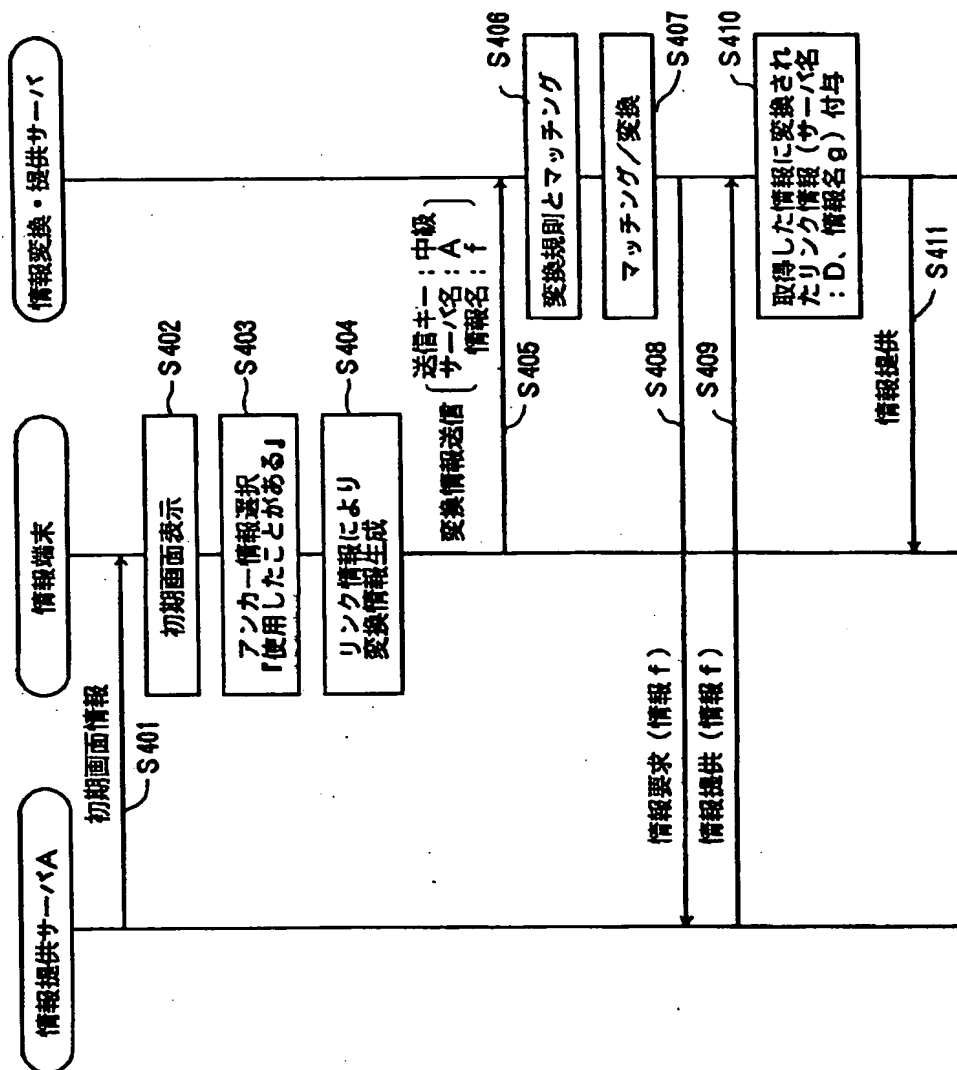 情報提供サーバA
情報端末
情報変換・提供サーバ
初期画面情報
S401
初期画面表示
S402
アンカー情報選択
『使用したことがある』
S403
リンク情報により
変換情報生成
S404
変換情報送信
送信キー：中級
サーバ名：A
情報名：f
S405
変換規則とマッチング
S406
マッチング／変換
S407
情報要求（情報f）
S408
情報提供（情報f）
S409
取得した情報に変換され
たリンク情報（サーバ名
：D、情報名g）付与
S410
情報提供
S411